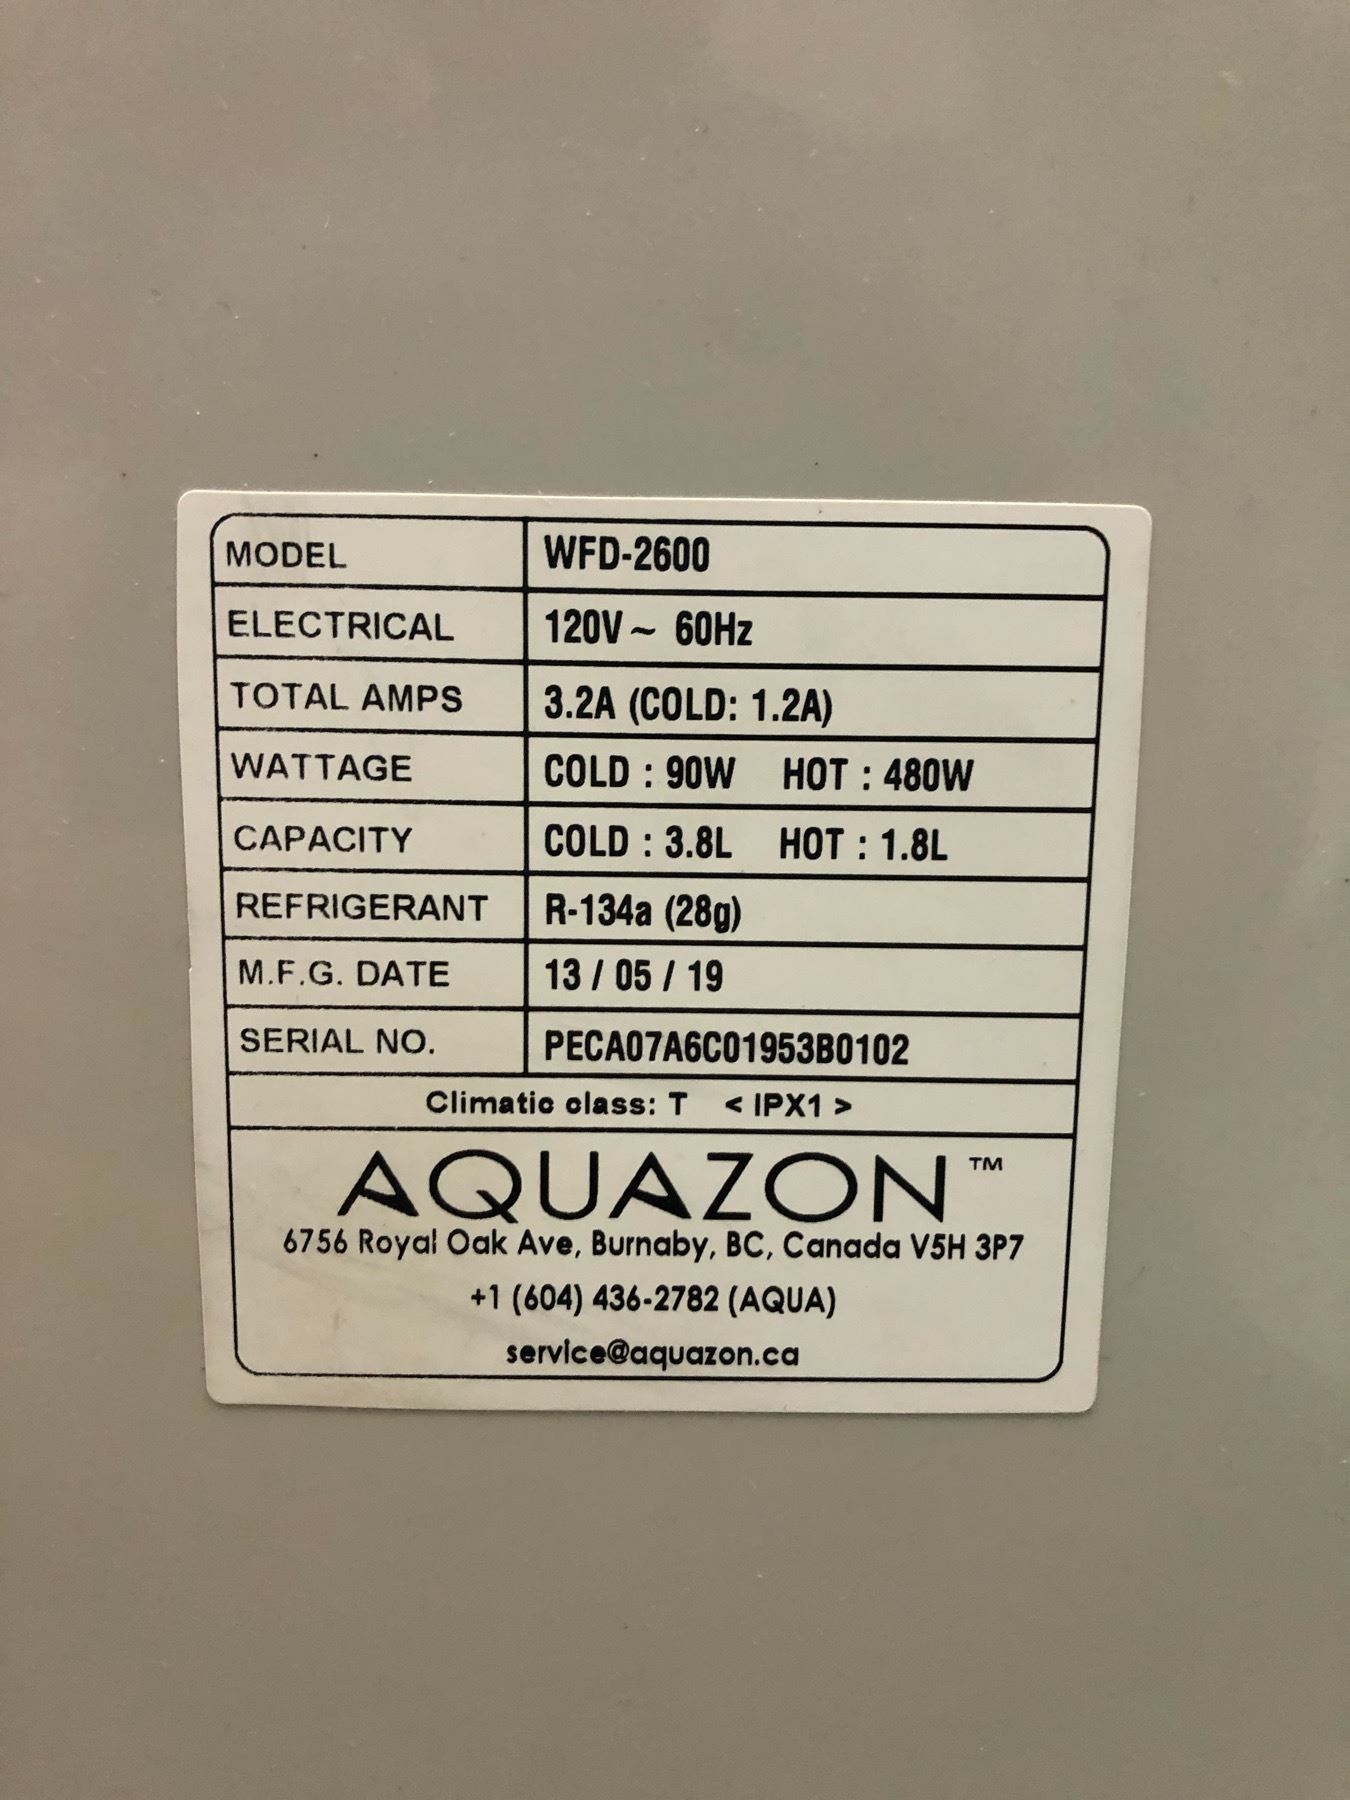 MODEL WFD-2600
ELECTRICAL 120V ~ 60Hz
TOTAL AMPS 3.2A (COLD: 1.2A)
WATTAGE COLD : 90W HOT : 480W
CAPACITY COLD : 3.8L HOT : 1.8L
REFRIGERANT R-134a (28g)
M.F.G. DATE 13 / 05 / 19
SERIAL NO. PECA07A6C01953B0102
Climatic class: T < IPX1 >
AQUAZON™
6756 Royal Oak Ave, Burnaby, BC, Canada V5H 3P7
+1 (604) 436-2782 (AQUA)
service@aquazon.ca